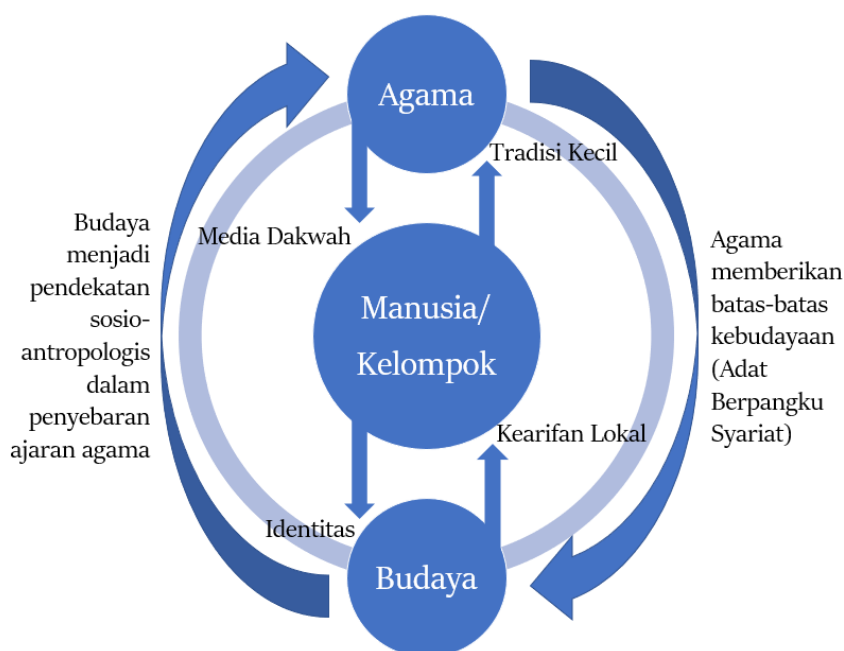 Agama
Tradisi Kecil
Media Dakwah
Budaya
menjadi
pendekatan
sosio-
antropologis
dalam
penyebaran
ajaran agama
Manusia/
Kelompok
Agama
memberikan
batas-batas
kebudayaan
(Adat
Berpangku
Syariat)
Kearifan Lokal
Identitas
Budaya